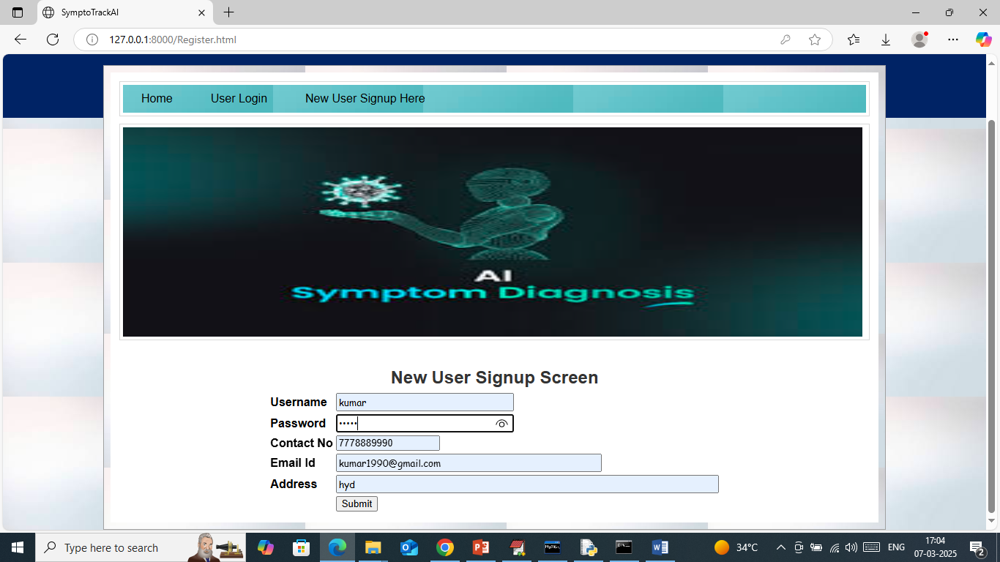 SymptoTrackAI
127.0.0.1:8000/Register.html
Home User Login New User Signup Here
AI
Symptom Diagnosis
New User Signup Screen
Username kumar
Password •••••
Contact No 7778889990
Email Id kumar1990@gmail.com
Address hyd
Submit
Type here to search
34°C
ENG
17:04
07-03-2025
2